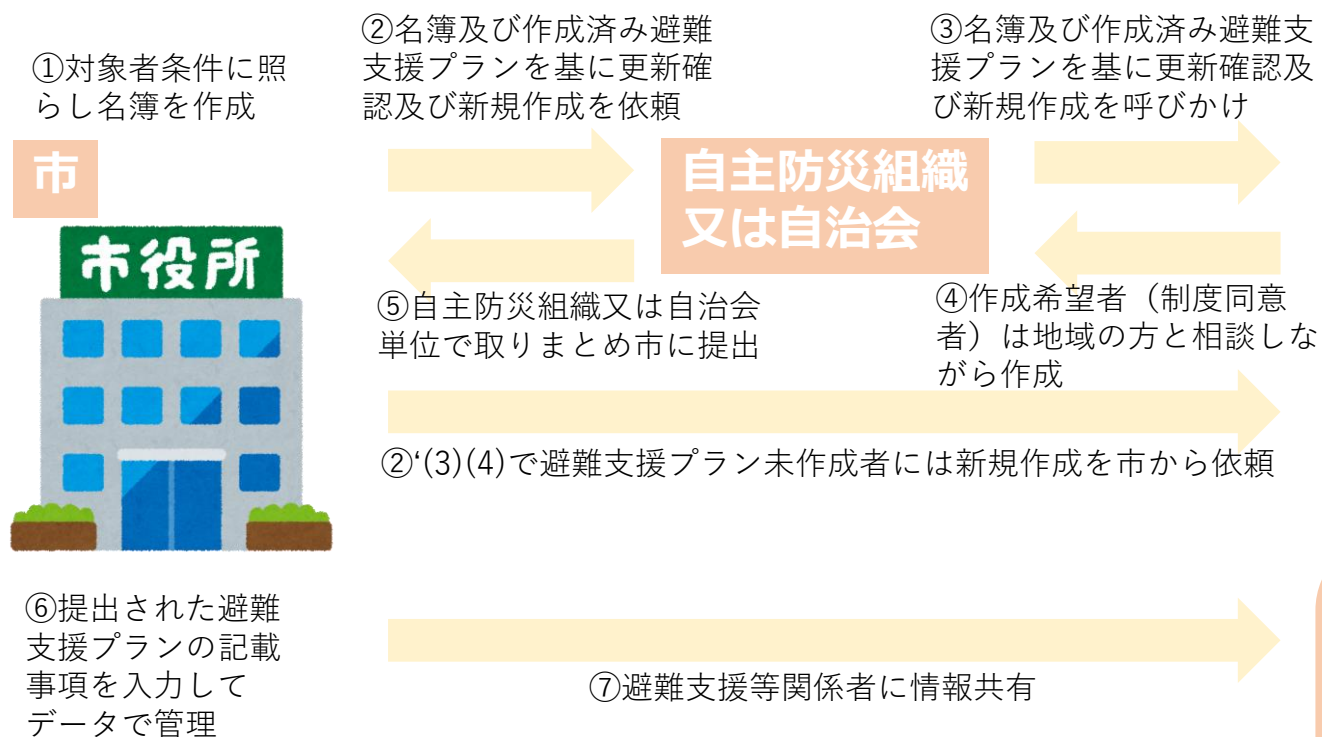 ①対象者条件に照
らし名簿を作成
②名簿及び作成済み避難
支援プランを基に更新確
認及び新規作成を依頼
③名簿及び作成済み避難支
援プランを基に更新確認及
び新規作成を呼びかけ
市
市役所
自主防災組織
又は自治会
⑤自主防災組織又は自治会
単位で取りまとめ市に提出
④作成希望者（制度同意
者）は地域の方と相談しな
がら作成
②‘(3)(4)で避難支援プラン未作成者には新規作成を市から依頼
⑥提出された避難
支援プランの記載
事項を入力して
データで管理
⑦避難支援等関係者に情報共有